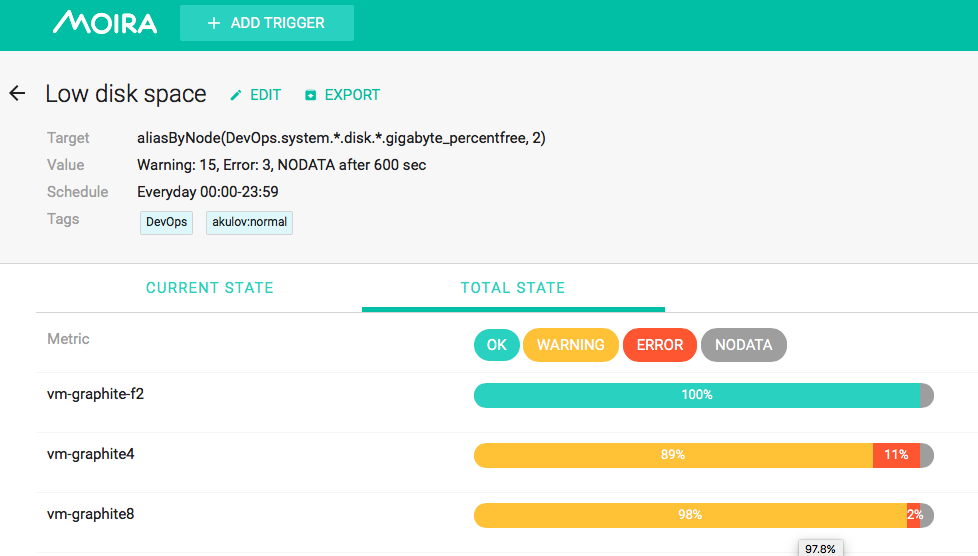 MOIRA + ADD TRIGGER
Low disk space EDIT EXPORT
Target aliasByNode(DevOps.system.*.disk.*.gigabyte_percentfree, 2)
Value Warning: 15, Error: 3, NODATA after 600 sec
Schedule Everyday 00:00-23:59
Tags DevOps akulov:normal
CURRENT STATE TOTAL STATE
Metric OK WARNING ERROR NODATA
vm-graphite-f2 100%
vm-graphite4 89% 11%
vm-graphite8 98% 2%
97.8%